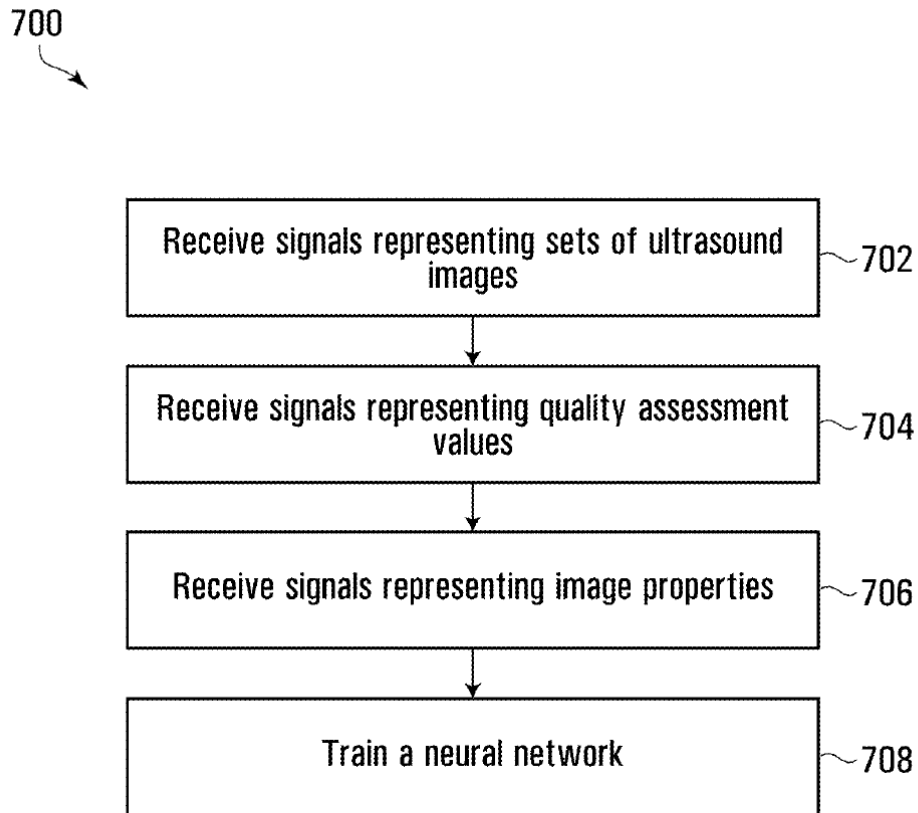 700
Receive signals representing sets of ultrasound
images
702
Receive signals representing quality assessment
values
704
Receive signals representing image properties
706
Train a neural network
708